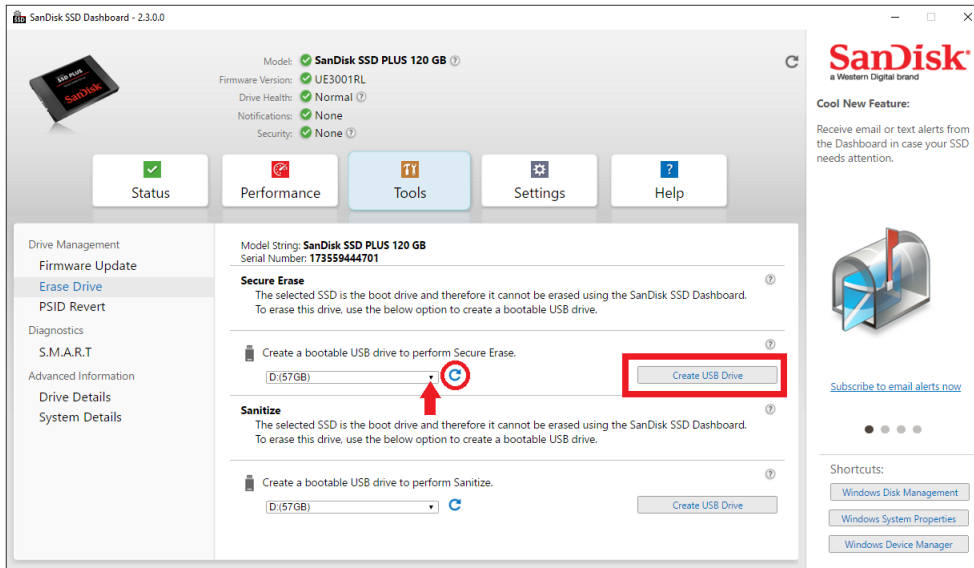 SanDisk SSD Dashboard - 2.3.0.0
SSD PLUS
SanDisk
Model: SanDisk SSD PLUS 120 GB ?
Firmware Version: UE3001RL
Drive Health: Normal ?
Notifications: None
Security: None ?
Status
Performance
Tools
Settings
? 
Help
Drive Management
Firmware Update
Erase Drive
PSID Revert
Diagnostics
S.M.A.R.T
Advanced Information
Drive Details
System Details
Model String: SanDisk SSD PLUS 120 GB
Serial Number: 173559444701
Secure Erase ?
The selected SSD is the boot drive and therefore it cannot be erased using the SanDisk SSD Dashboard.
To erase this drive, use the below option to create a bootable USB drive.
?
Create a bootable USB drive to perform Secure Erase.
D:(57GB)
Create USB Drive
Sanitize ?
The selected SSD is the boot drive and therefore it cannot be erased using the SanDisk SSD Dashboard.
To erase this drive, use the below option to create a bootable USB drive.
?
Create a bootable USB drive to perform Sanitize.
D:(57GB)
Create USB Drive
SanDisk
a Western Digital brand
Cool New Feature:
Receive email or text alerts from
the Dashboard in case your SSD
needs attention.
Subscribe to email alerts now
Shortcuts:
Windows Disk Management
Windows System Properties
Windows Device Manager